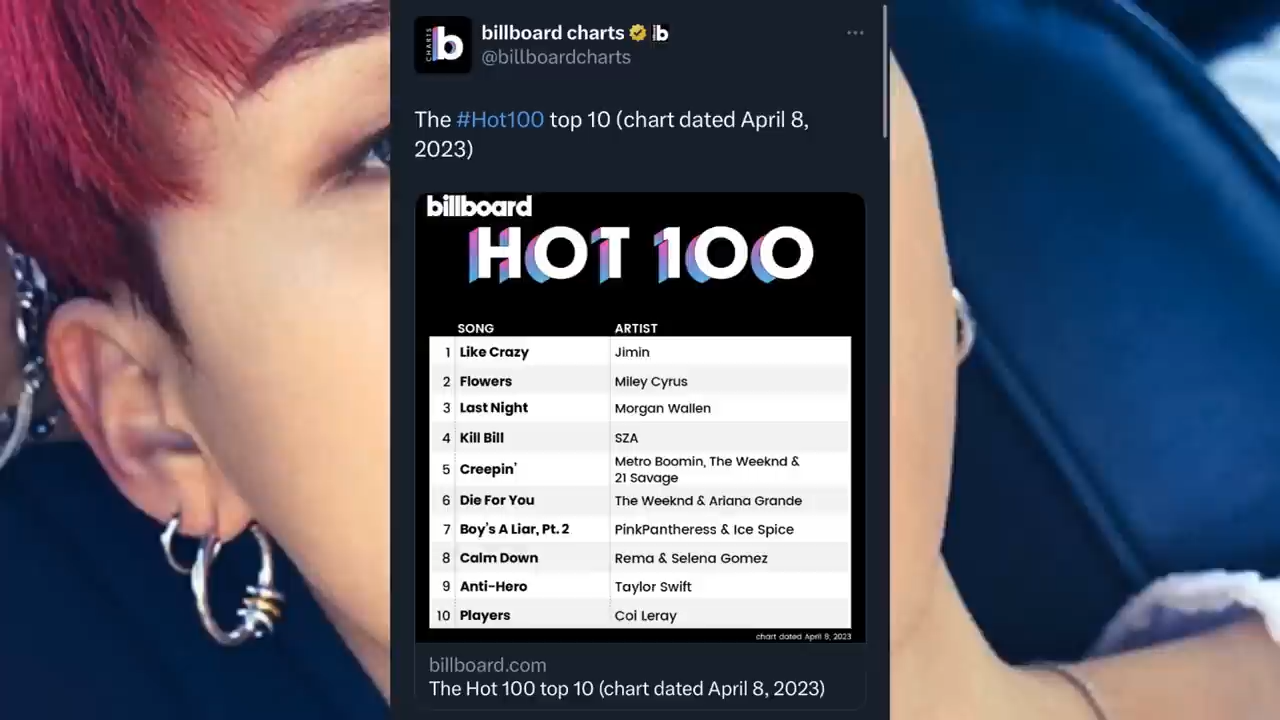 CHARTS
b
billboard charts b
@billboardcharts
The #Hot100 top 10 (chart dated April 8,
2023)
billboard
HOT 100
SONG ARTIST
1 Like Crazy Jimin
2 Flowers Miley Cyrus
3 Last Night Morgan Wallen
4 Kill Bill SZA
5 Creepin' Metro Boomin, The Weeknd &
21 Savage
6 Die For You The Weeknd & Ariana Grande
7 Boy's A Liar, Pt. 2 PinkPantheress & Ice Spice
8 Calm Down Rema & Selena Gomez
9 Anti-Hero Taylor Swift
10 Players Coi Leray
chart dated April 8, 2023
billboard.com
The Hot 100 top 10 (chart dated April 8, 2023)